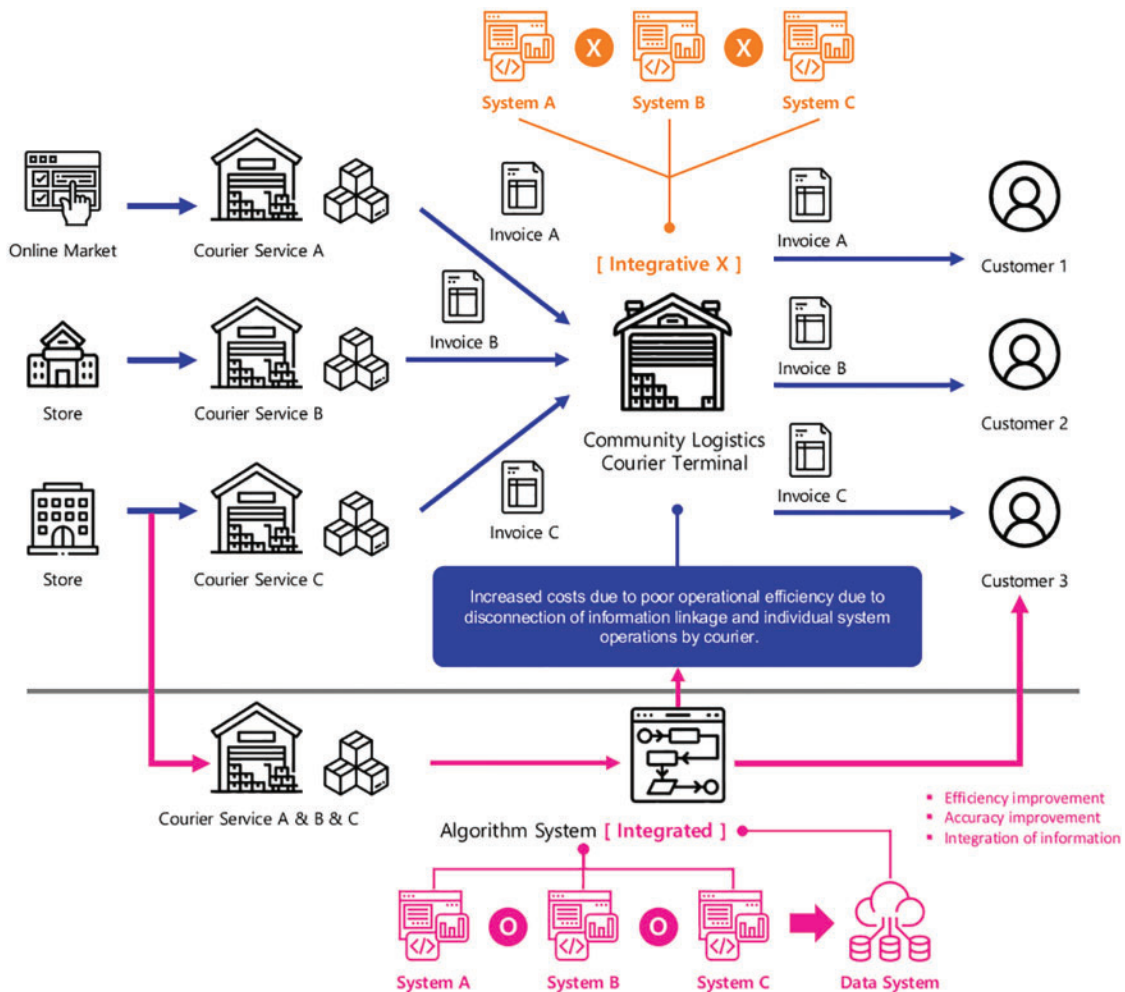 X
X
System A
System B
System C
Online Market
Courier Service A
Invoice A
[ Integrative X ]
Invoice A
Customer 1
Store
Courier Service B
Invoice B
Community Logistics
Courier Terminal
Invoice B
Customer 2
Store
Courier Service C
Invoice C
Invoice C
Customer 3
Increased costs due to poor operational efficiency due to
disconnection of information linkage and individual system
operations by courier.
Courier Service A & B & C
Algorithm System [ Integrated ]
▪ Efficiency improvement
▪ Accuracy improvement
▪ Integration of information
O
O
System A
System B
System C
Data System